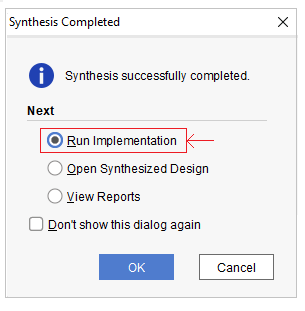 Synthesis Completed
Synthesis successfully completed.
Next
Run Implementation
Open Synthesized Design
View Reports
Don't show this dialog again
OK
Cancel